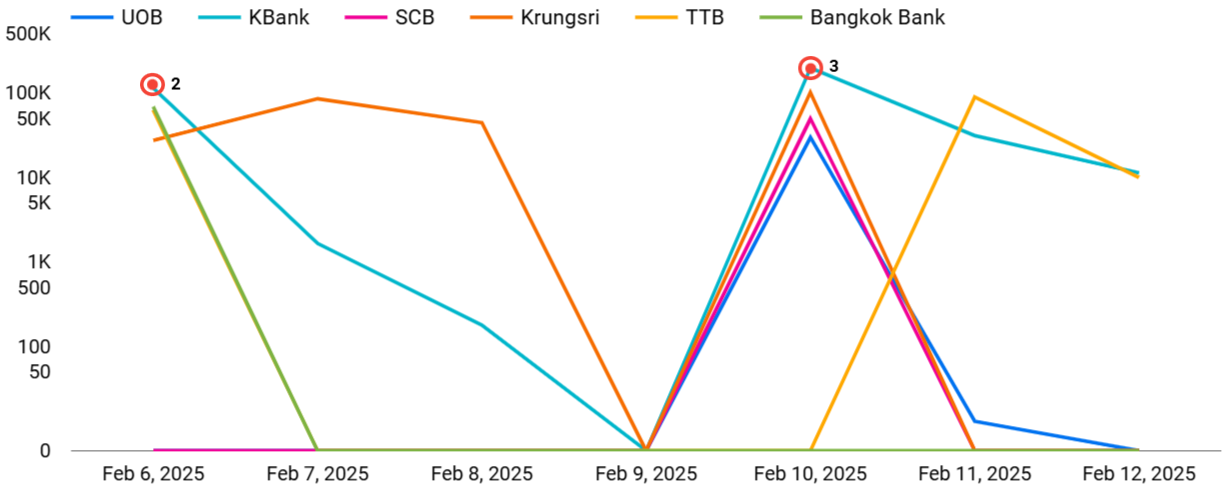 UOB KBank SCB Krungsri TTB Bangkok Bank
500K
2
3
100K
50K
10K
5K
1K
500
100
50
0
Feb 6, 2025 Feb 7, 2025 Feb 8, 2025 Feb 9, 2025 Feb 10, 2025 Feb 11, 2025 Feb 12, 2025